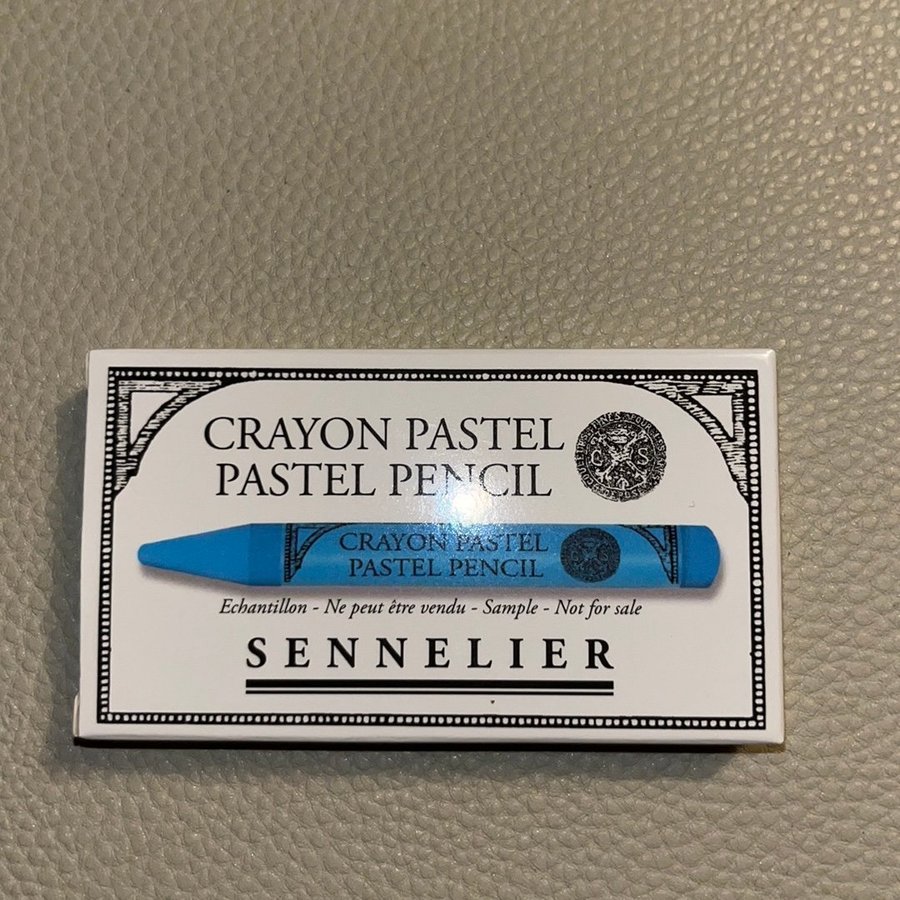 CRAYON PASTEL
PASTEL PENCIL
C S
CRAYON PASTEL
PASTEL PENCIL
Echantillon - Ne peut être vendu - Sample - Not for sale
SENNELIER